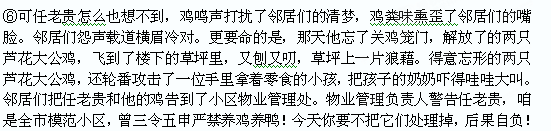 ⑥可任老贵怎么也想不到，鸡鸣声打扰了邻居们的清梦，鸡粪味熏歪了邻居们的嘴
脸。邻居们怨声载道横眉冷对。更要命的是，那天他忘了关鸡笼门，解放了的两只
芦花大公鸡，飞到了楼下的草坪里，又刨又叨，草坪上一片狼藉。得意忘形的两只
芦花大公鸡，还轮番攻击了一位手里拿着零食的小孩，把孩子的奶奶吓得哇哇大叫。
邻居们把任老贵和他的鸡告到了小区物业管理处。物业管理负责人警告任老贵，咱
是全市模范小区，曾三令五申严禁养鸡养鸭！今天你要不把它们处理掉，后果自负！